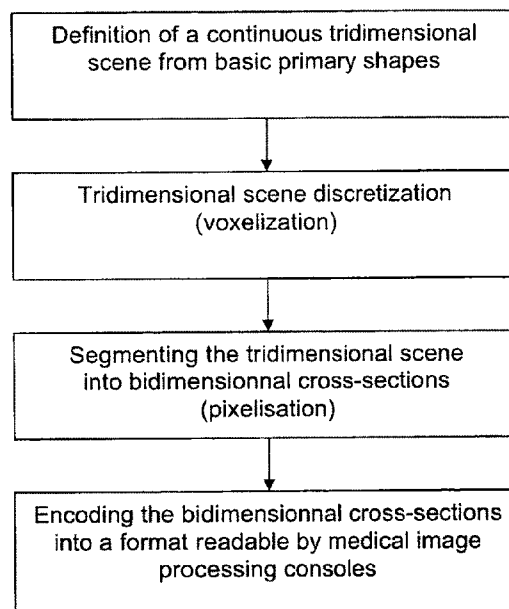 Definition of a continuous tridimensional
scene from basic primary shapes
Tridimensional scene discretization
(voxelization)
Segmenting the tridimensional scene
into bidimensionnal cross-sections
(pixelisation)
Encoding the bidimensionnal cross-sections
into a format readable by medical image
processing consoles